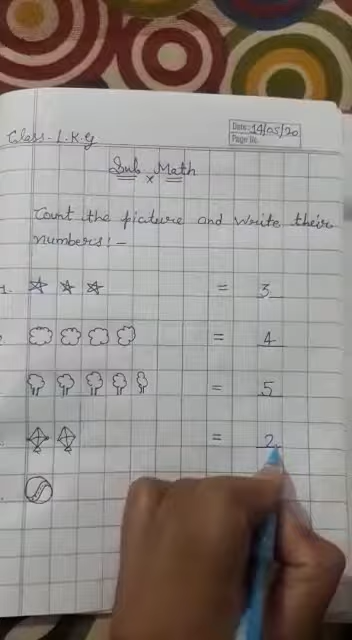 Class-L.K.G
Date: 14/05/20
Page No.
Sub Math
Count the picture and write their
numbers:-
= 3
= 4
= 5
= 2